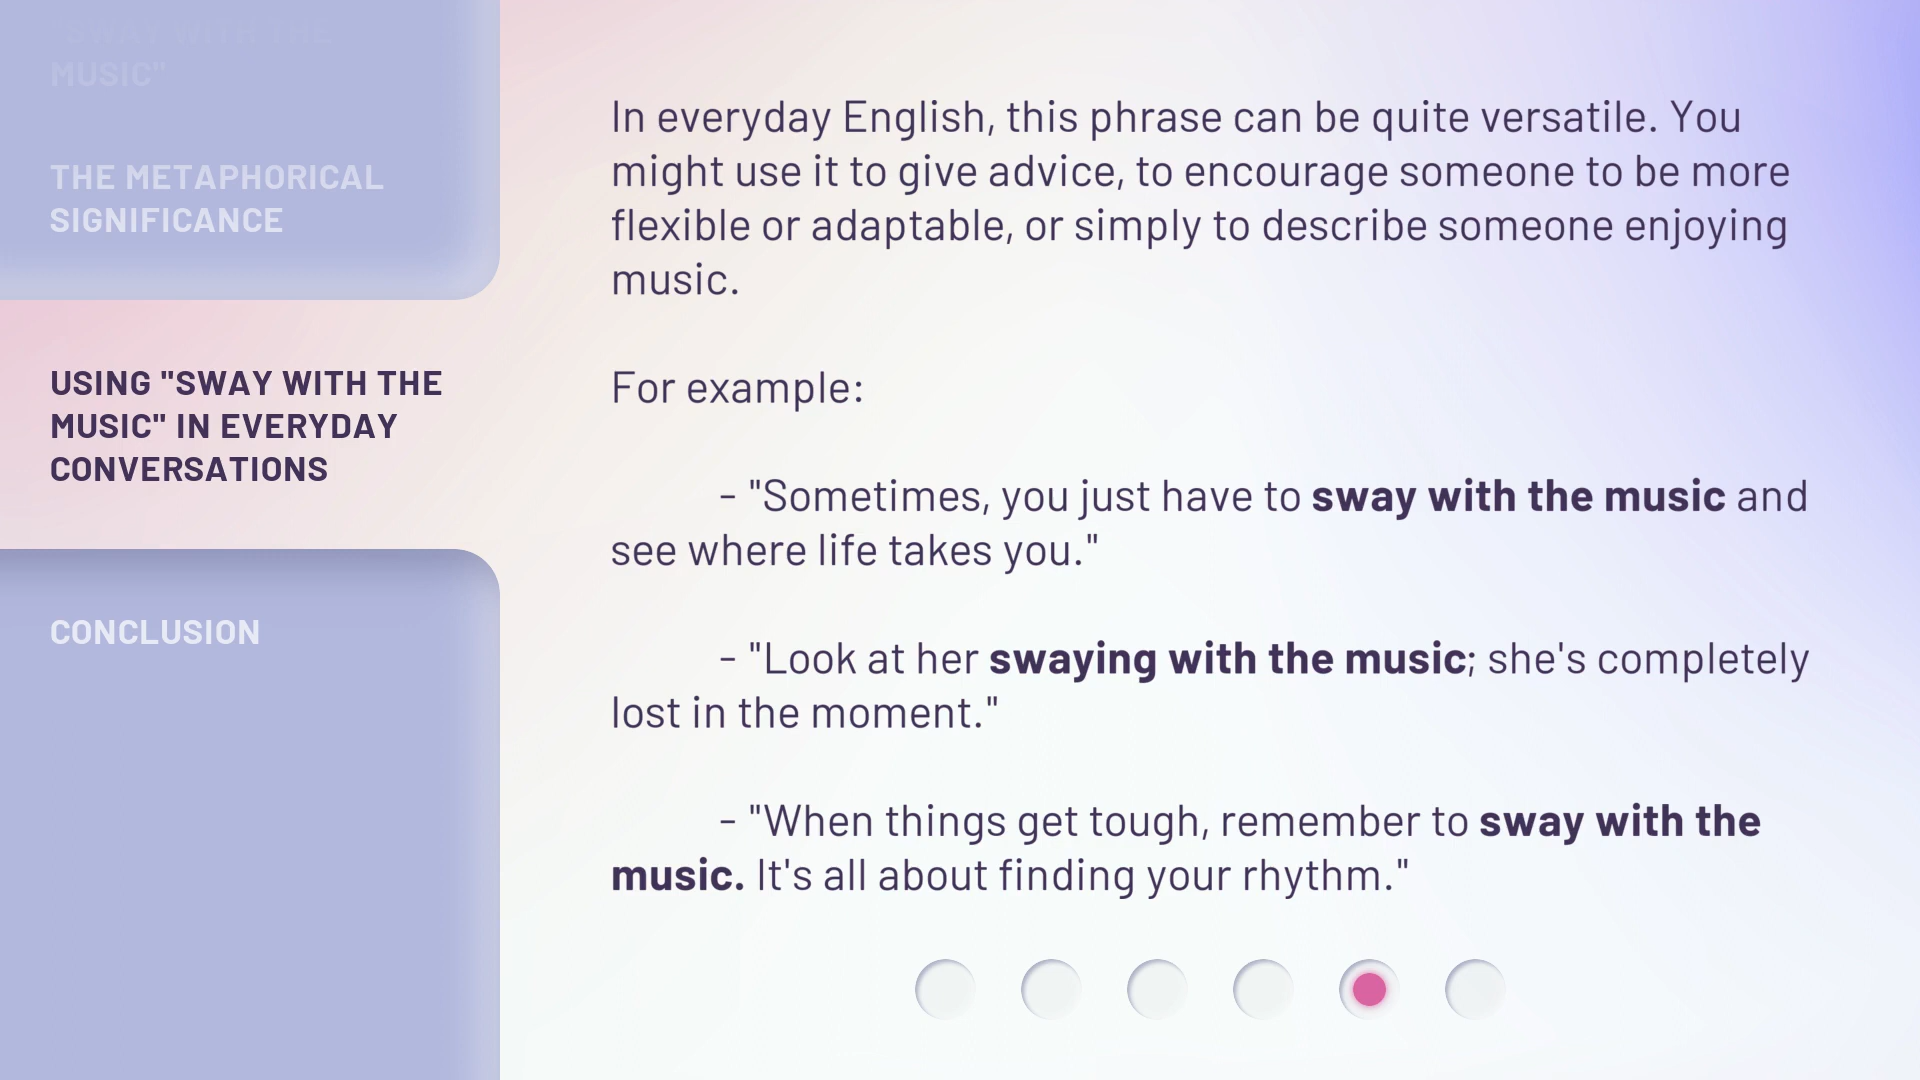 "SWAY WITH THE
MUSIC"
THE METAPHORICAL
SIGNIFICANCE
USING "SWAY WITH THE
MUSIC" IN EVERYDAY
CONVERSATIONS
CONCLUSION
In everyday English, this phrase can be quite versatile. You
might use it to give advice, to encourage someone to be more
flexible or adaptable, or simply to describe someone enjoying
music.
For example:
- "Sometimes, you just have to sway with the music and
see where life takes you."
- "Look at her swaying with the music; she's completely
lost in the moment."
- "When things get tough, remember to sway with the
music. It's all about finding your rhythm."